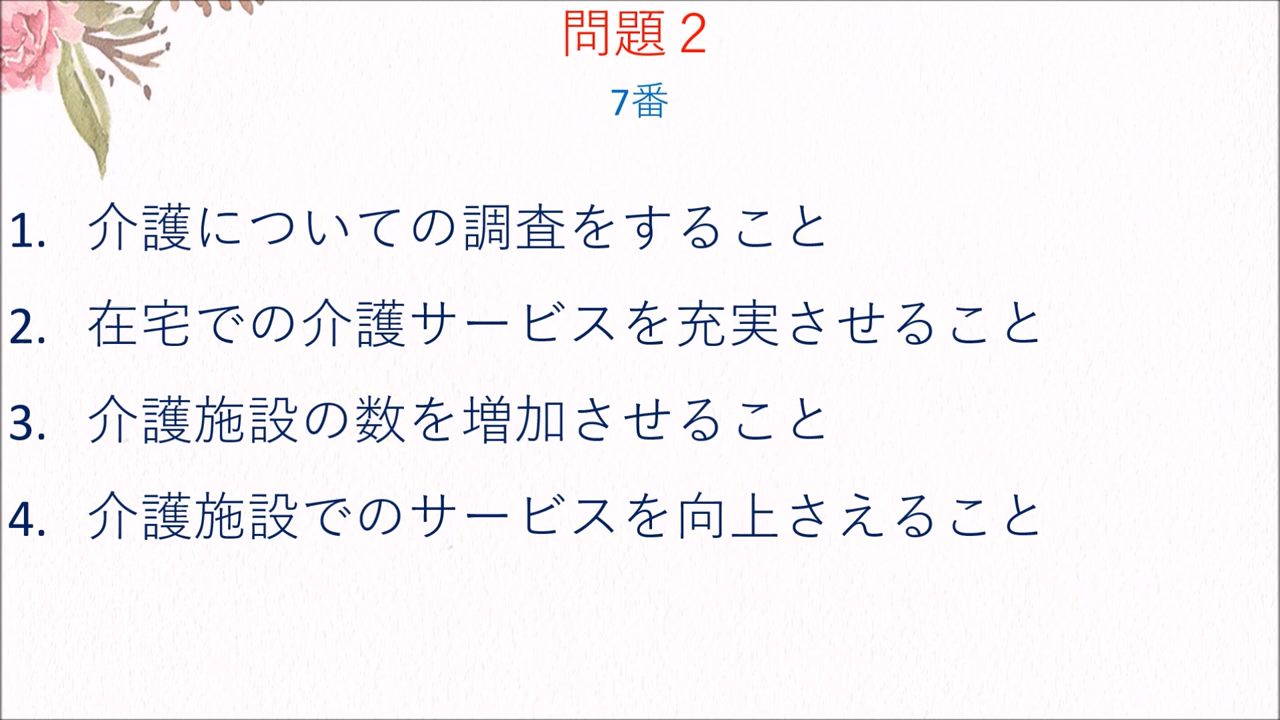 問題２
7番
1. 介護についての調査をすること
2. 在宅での介護サービスを充実させること
3. 介護施設の数を増加させること
4. 介護施設でのサービスを向上さえること